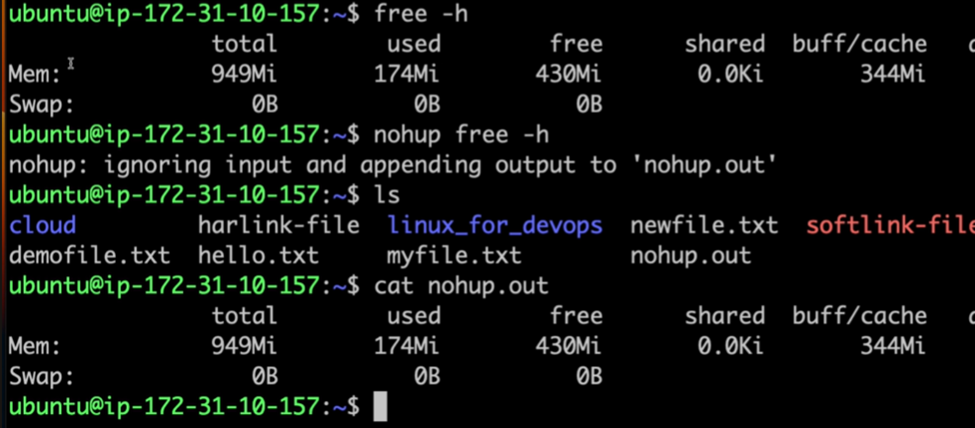 ubuntu@ip-172-31-10-157:~$ free -h
total used free shared buff/cache
Mem: 949Mi 174Mi 430Mi 0.0Ki 344Mi
Swap: 0B 0B 0B
ubuntu@ip-172-31-10-157:~$ nohup free -h
nohup: ignoring input and appending output to 'nohup.out'
ubuntu@ip-172-31-10-157:~$ ls
cloud harlink-file linux_for_devops newfile.txt softlink-file
demofile.txt hello.txt myfile.txt nohup.out
ubuntu@ip-172-31-10-157:~$ cat nohup.out
total used free shared buff/cache
Mem: 949Mi 174Mi 430Mi 0.0Ki 344Mi
Swap: 0B 0B 0B
ubuntu@ip-172-31-10-157:~$